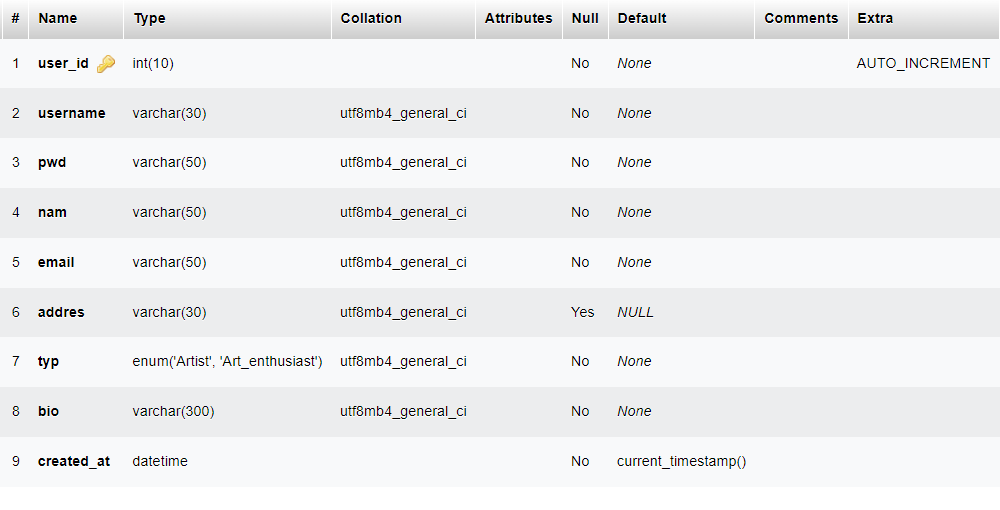 # Name Type Collation Attributes Null Default Comments Extra
1 user_id int(10) No None AUTO_INCREMENT
2 username varchar(30) utf8mb4_general_ci No None
3 pwd varchar(50) utf8mb4_general_ci No None
4 nam varchar(50) utf8mb4_general_ci No None
5 email varchar(50) utf8mb4_general_ci No None
6 addres varchar(30) utf8mb4_general_ci Yes NULL
7 typ enum('Artist', 'Art_enthusiast') utf8mb4_general_ci No None
8 bio varchar(300) utf8mb4_general_ci No None
9 created_at datetime No current_timestamp()